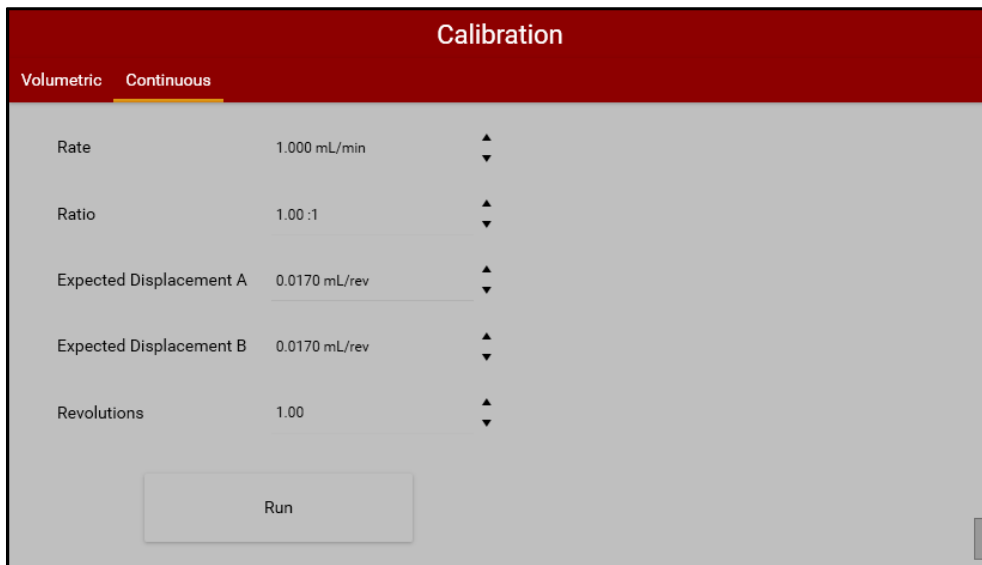 Calibration
Volumetric Continuous
Rate 1.000 mL/min
Ratio 1.00 :1
Expected Displacement A 0.0170 mL/rev
Expected Displacement B 0.0170 mL/rev
Revolutions 1.00
Run